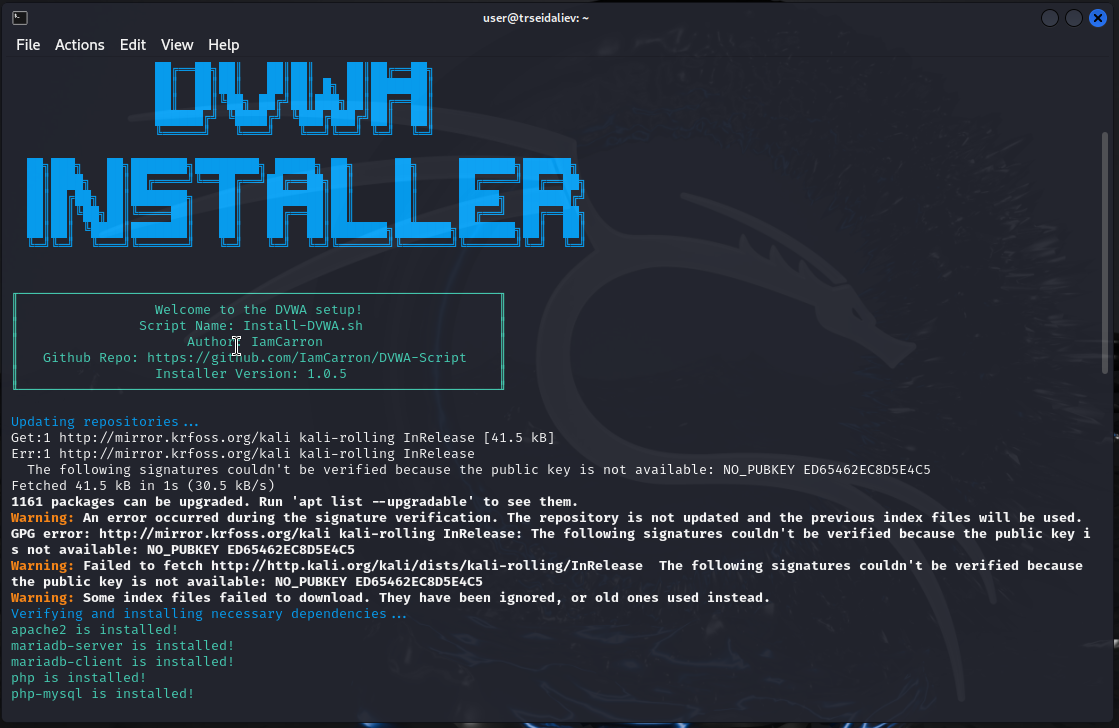 user@trseidaliev: ~
File Actions Edit View Help
DVWA
INSTALLER
Welcome to the DVWA setup!
Script Name: Install-DVWA.sh
Author: IamCarron
Github Repo: https://github.com/IamCarron/DVWA-Script
Installer Version: 1.0.5
Updating repositories...
Get:1 http://mirror.krfoss.org/kali kali-rolling InRelease [41.5 kB]
Err:1 http://mirror.krfoss.org/kali kali-rolling InRelease
The following signatures couldn't be verified because the public key is not available: NO_PUBKEY ED65462EC8D5E4C5
Fetched 41.5 kB in 1s (30.5 kB/s)
1161 packages can be upgraded. Run 'apt list --upgradable' to see them.
Warning: An error occurred during the signature verification. The repository is not updated and the previous index files will be used.
GPG error: http://mirror.krfoss.org/kali kali-rolling InRelease: The following signatures couldn't be verified because the public key i
s not available: NO_PUBKEY ED65462EC8D5E4C5
Warning: Failed to fetch http://http.kali.org/kali/dists/kali-rolling/InRelease  The following signatures couldn't be verified because
the public key is not available: NO_PUBKEY ED65462EC8D5E4C5
Warning: Some index files failed to download. They have been ignored, or old ones used instead.
Verifying and installing necessary dependencies...
apache2 is installed!
mariadb-server is installed!
mariadb-client is installed!
php is installed!
php-mysql is installed!